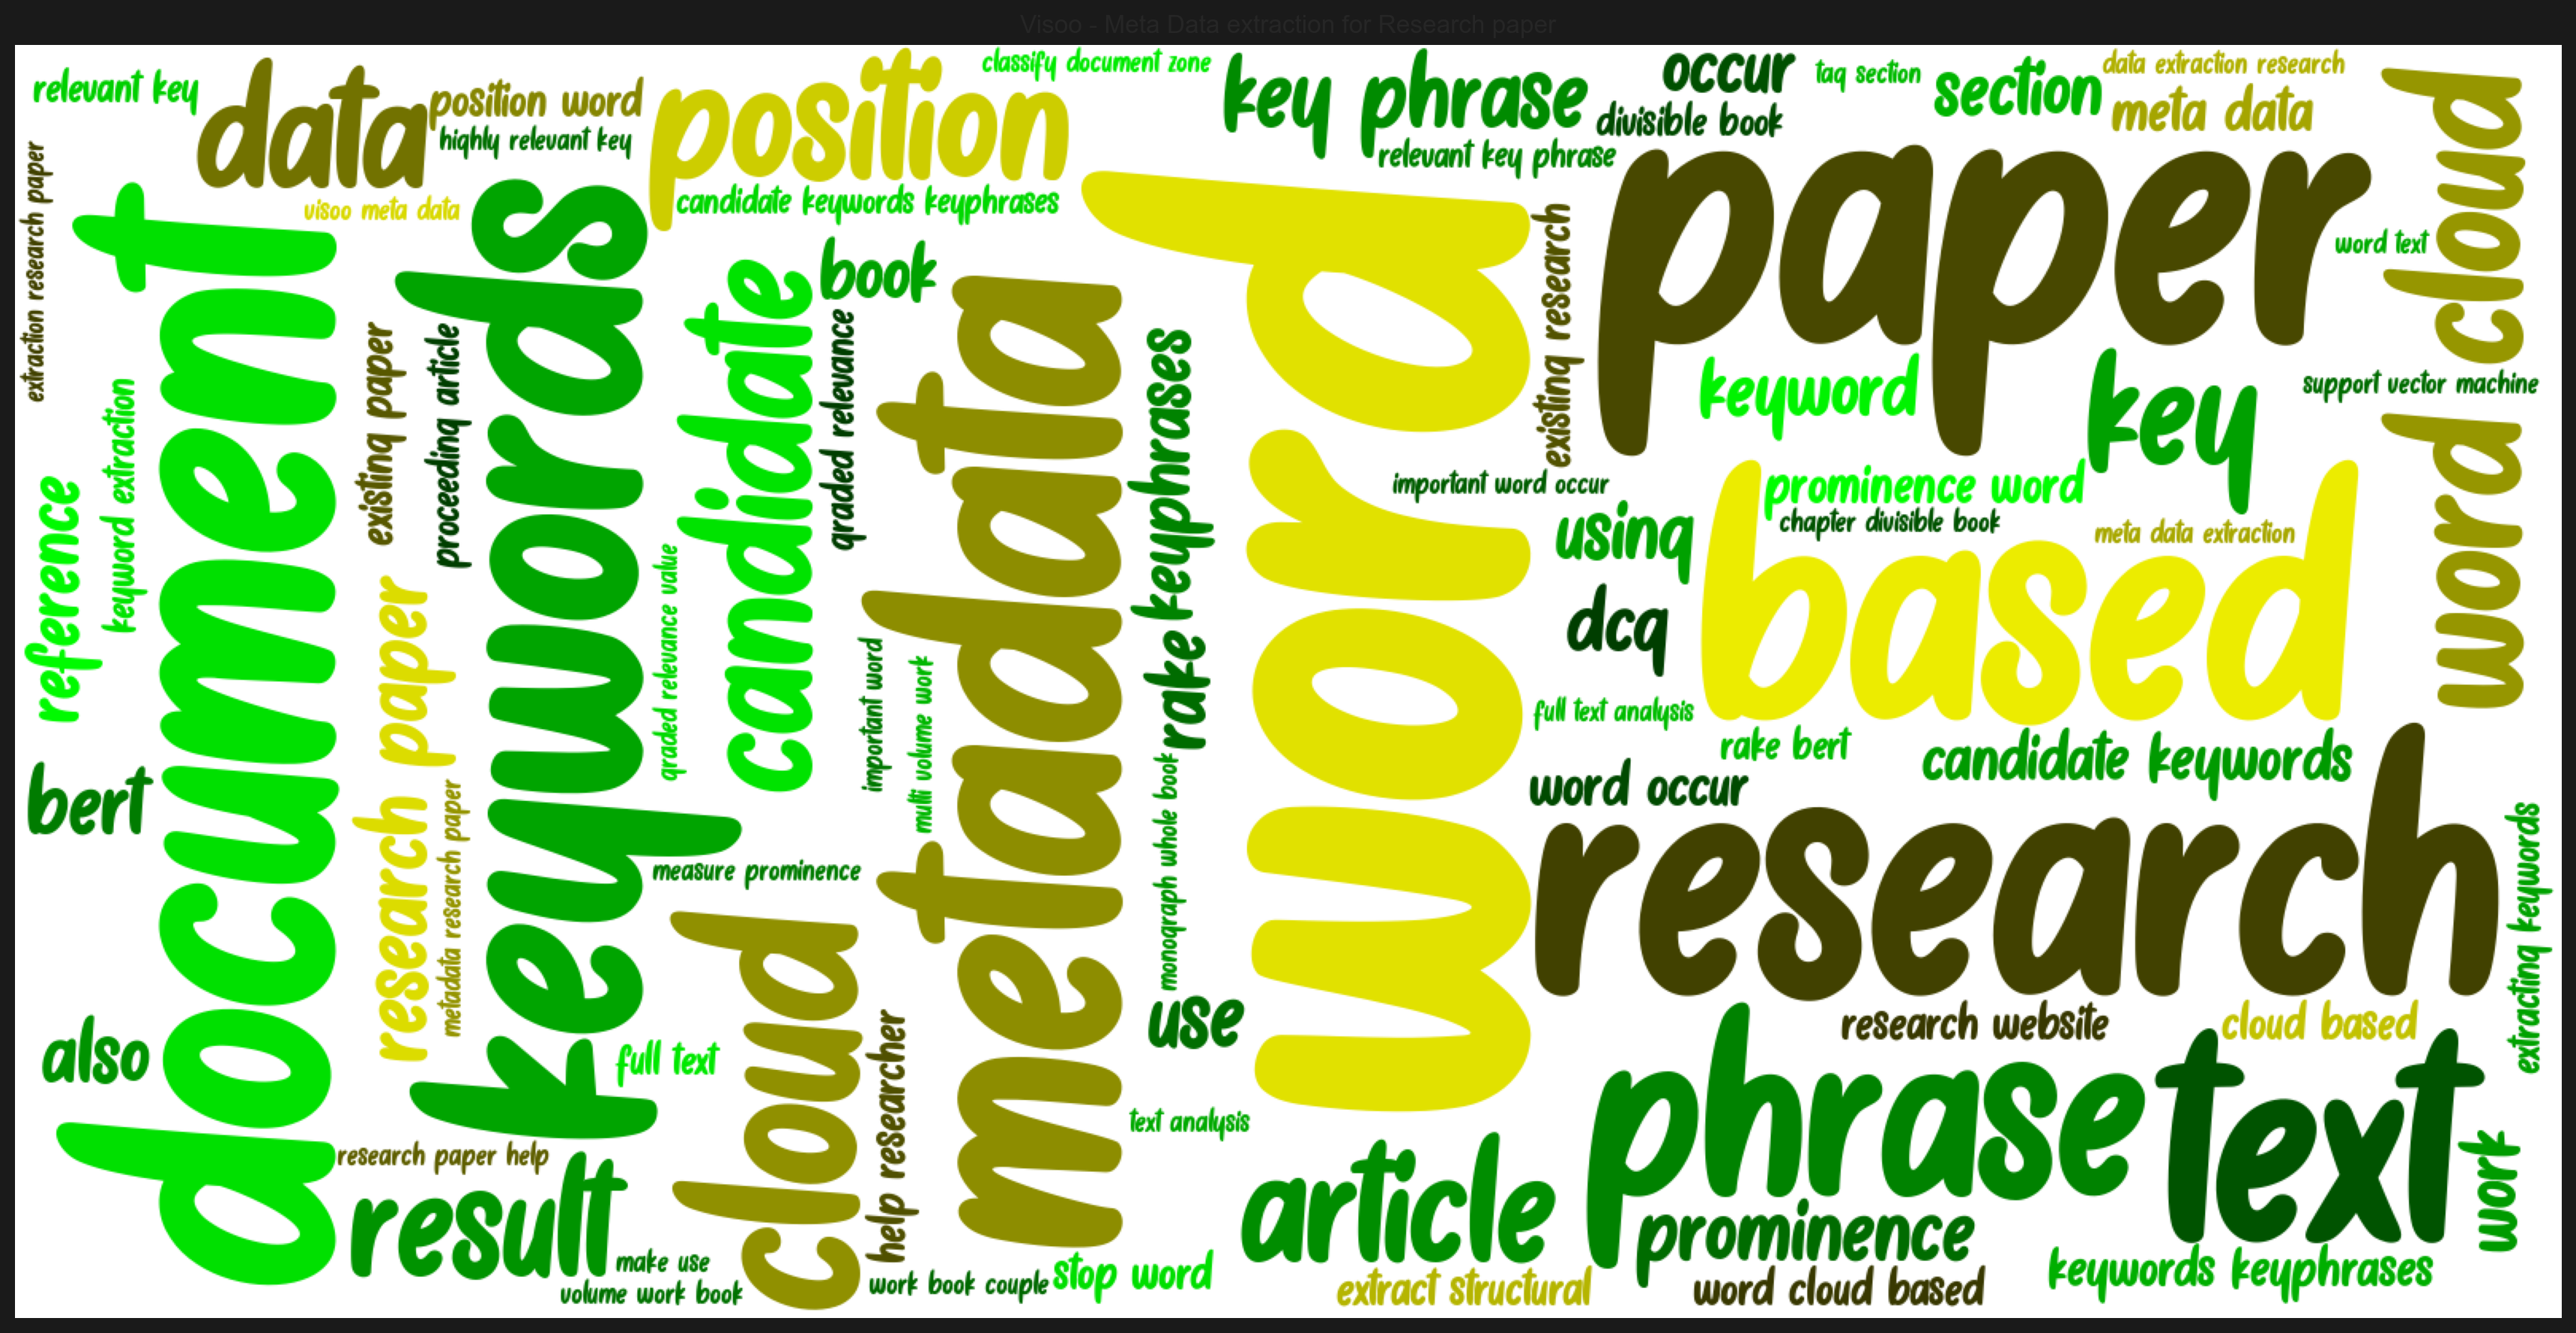 Visoo - Meta Data extraction for Research paper
relevant key
data
position word
highly relevant key
visoo meta data
position
classify document zone
candidate keywords keyphrases
key phrase
relevant key phrase
occur
divisible book
taq section
section
data extraction research
meta data
word cloud
extraction research paper
document
keywords
candidate
book
metadata
word
paper
existing research
word text
keyword
key
support vector machine
existing paper
proceeding article
graded relevance
rake keyphrases
keyword extraction
reference
important word occur
using
prominence word
chapter divisible book
meta data extraction
based
dcq
research paper
graded relevance value
important word
multi volume work
full text analysis
rake bert
candidate keywords
bert
metadata research paper
monograph whole book
word occur
research
measure prominence
cloud
extracting keywords
also
full text
help researcher
use
research website
cloud based
text analysis
phrase
text
research paper help
result
article
prominence
work
make use
volume work book
work book couple
stop word
extract structural
word cloud based
keywords keyphrases